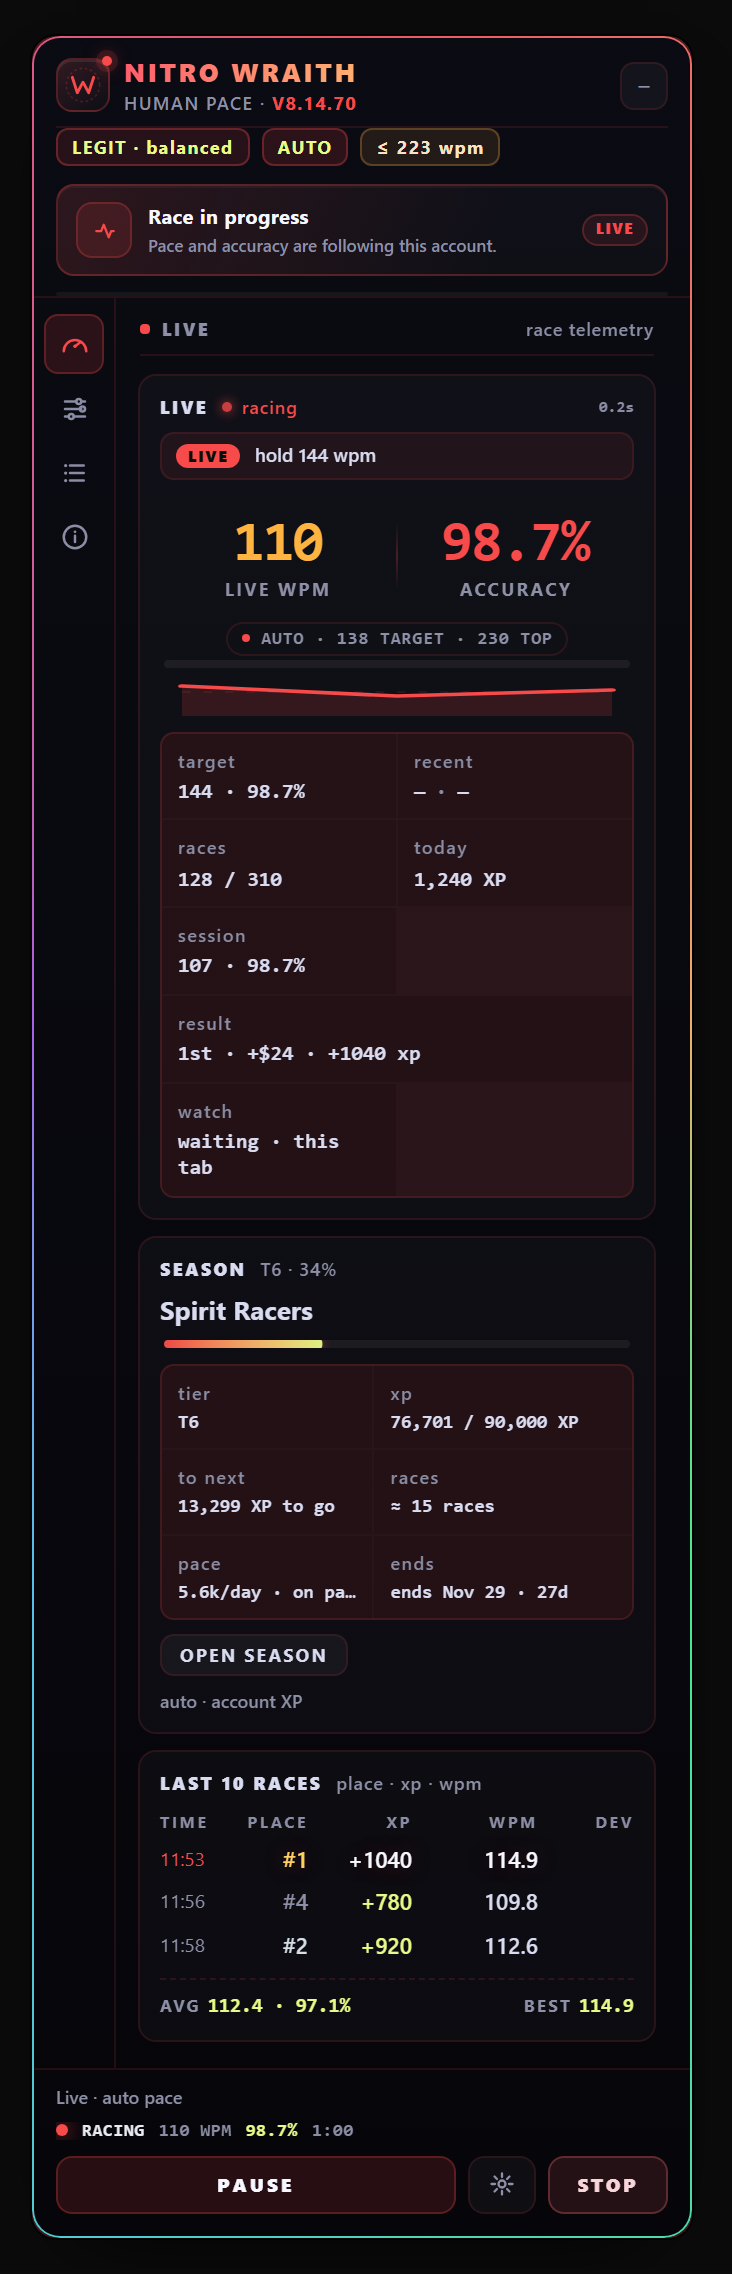 W
NITRO WRAITH
HUMAN PACE · V8.14.70
–
LEGIT · balanced AUTO ≤ 223 wpm
Race in progress
Pace and accuracy are following this account.
LIVE
LIVE race telemetry
LIVE racing 0.2s
LIVE hold 144 wpm
110 98.7%
LIVE WPM ACCURACY
AUTO · 138 TARGET · 230 TOP
target recent
144 · 98.7% — · —
races today
128 / 310 1,240 XP
session
107 · 98.7%
result
1st · +$24 · +1040 xp
watch
waiting · this
tab
SEASON T6 · 34%
Spirit Racers
tier xp
T6 76,701 / 90,000 XP
to next races
13,299 XP to go ≈ 15 races
pace ends
5.6k/day · on pa… ends Nov 29 · 27d
OPEN SEASON
auto · account XP
LAST 10 RACES place · xp · wpm
TIME PLACE XP WPM DEV
11:53 #1 +1040 114.9
11:56 #4 +780 109.8
11:58 #2 +920 112.6
AVG 112.4 · 97.1% BEST 114.9
Live · auto pace
RACING 110 WPM 98.7% 1:00
PAUSE STOP